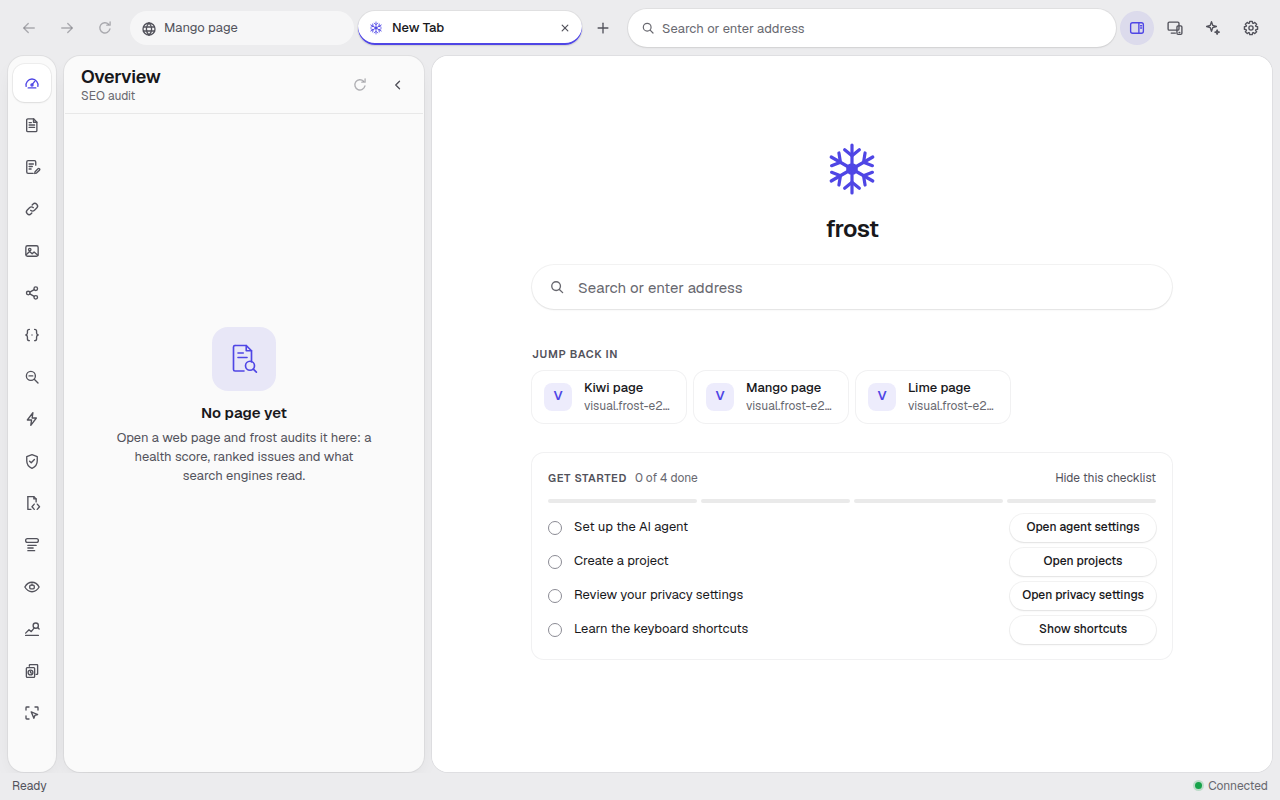 Mango page
New Tab
Search or enter address
Overview
SEO audit
No page yet
Open a web page and frost audits it here: a
health score, ranked issues and what
search engines read.
frost
Search or enter address
JUMP BACK IN
V
Kiwi page
visual.frost-e2...
V
Mango page
visual.frost-e2...
V
Lime page
visual.frost-e2...
GET STARTED 0 of 4 done
Hide this checklist
Set up the AI agent
Open agent settings
Create a project
Open projects
Review your privacy settings
Open privacy settings
Learn the keyboard shortcuts
Show shortcuts
Ready
Connected